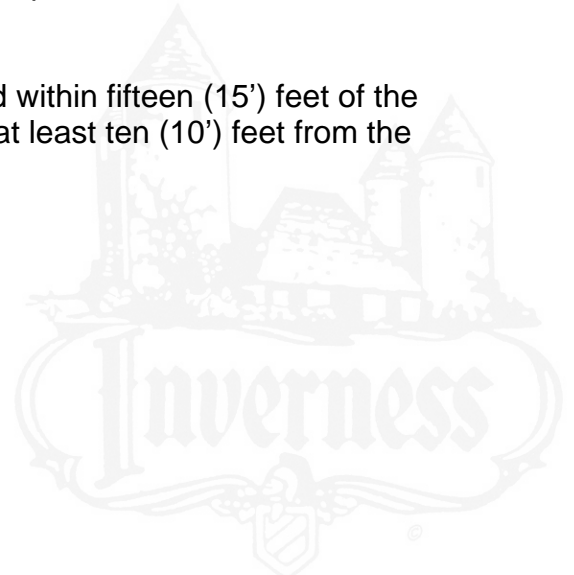 d within fifteen (15’) feet of the
at least ten (10’) feet from the
Inverness
©